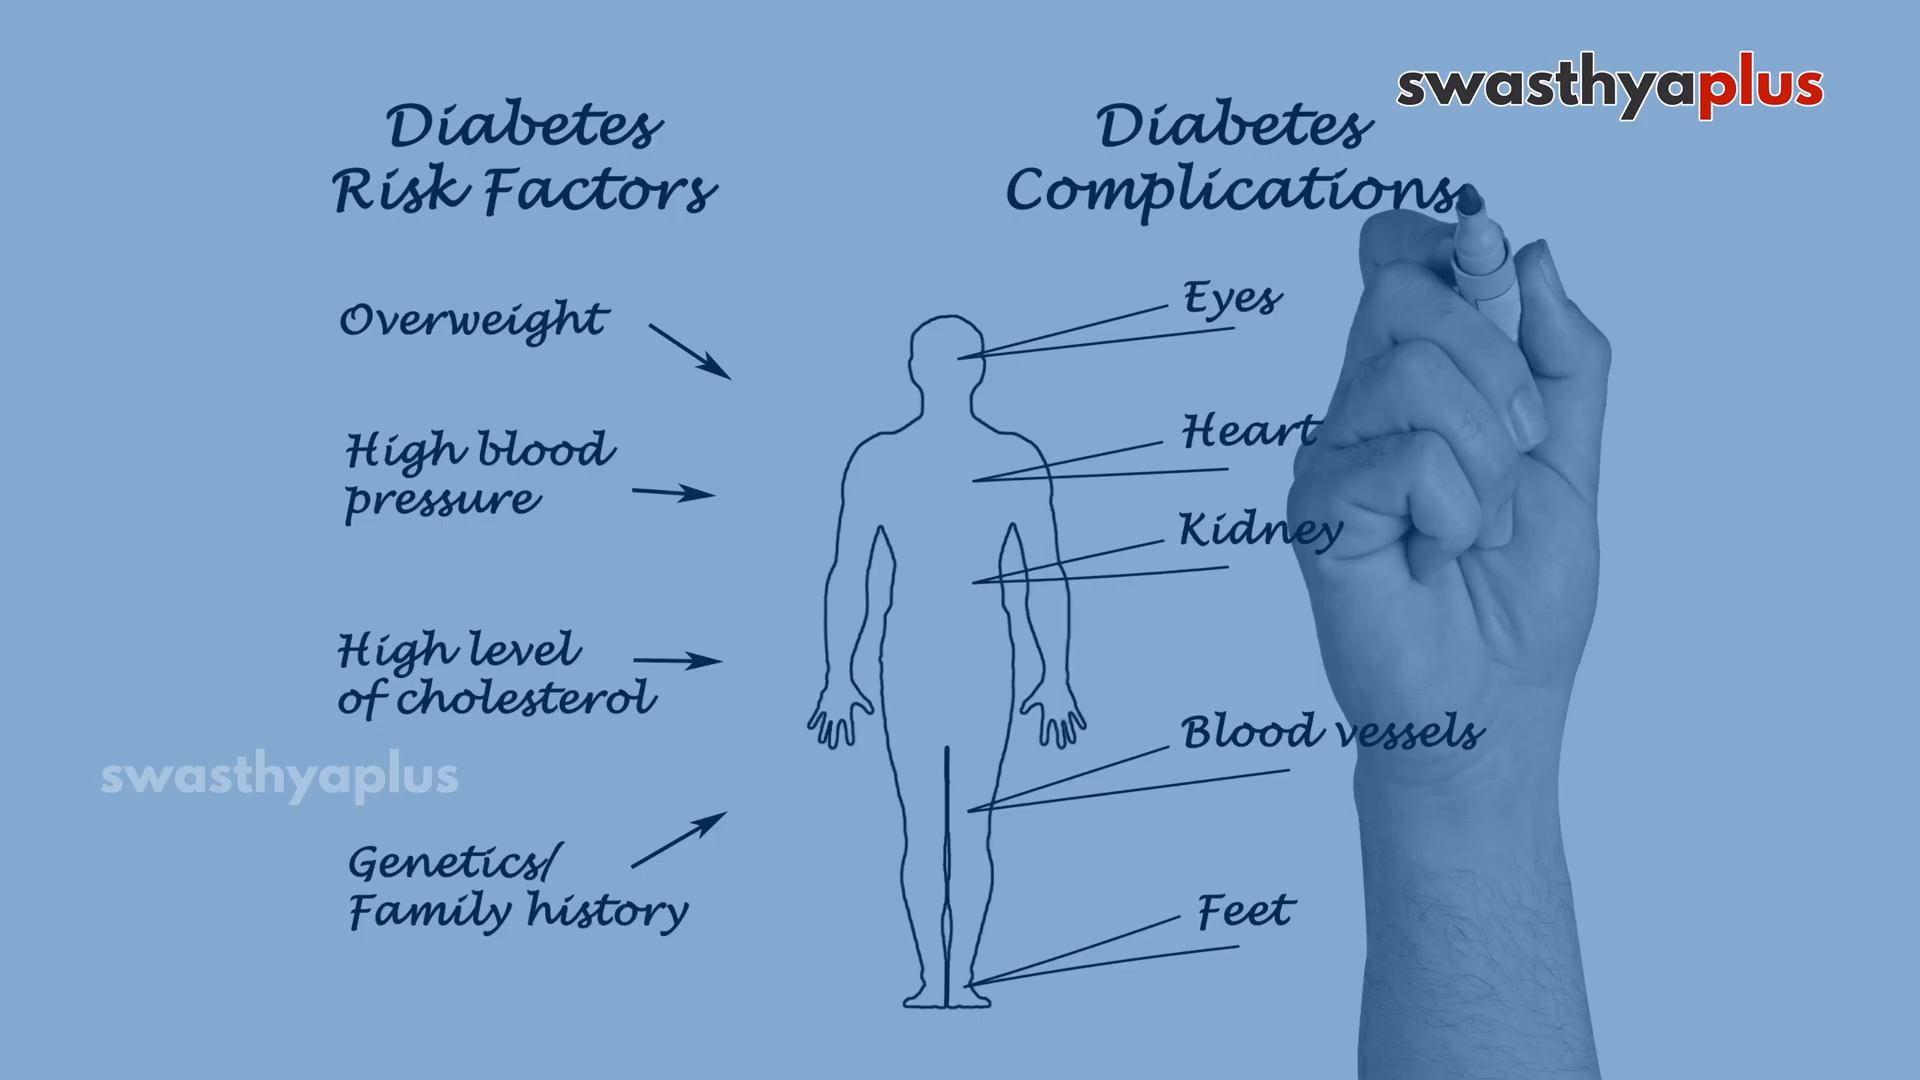 swasthyaplus
Diabetes
Risk Factors
Overweight
High blood
pressure
High level
of cholesterol
Genetics/
Family history
Diabetes
Complications
Eyes
Heart
Kidney
Blood vessels
Feet
swasthyaplus